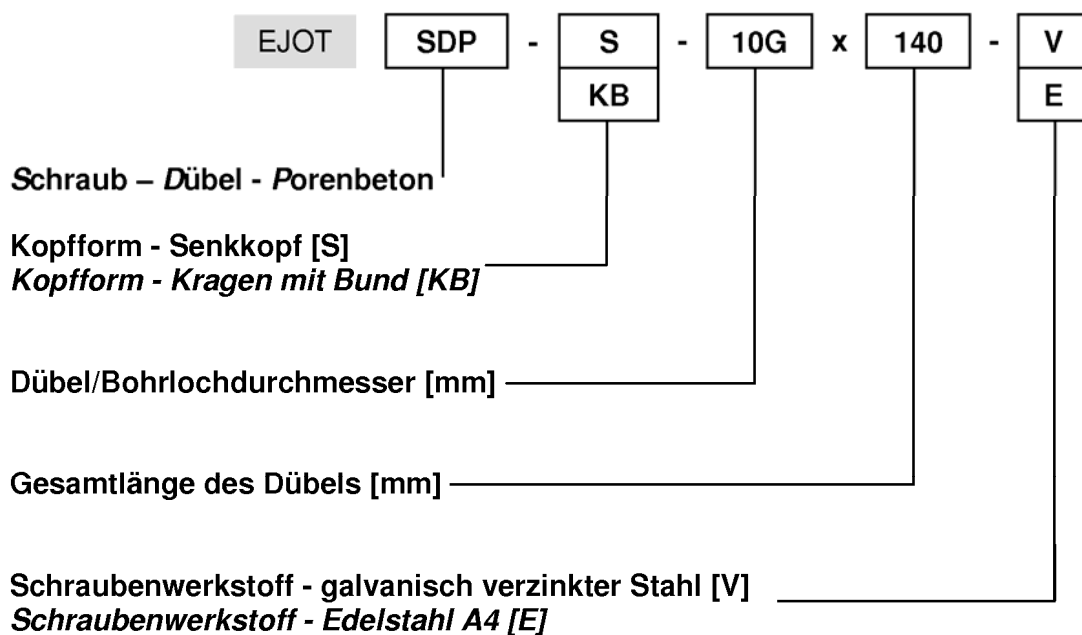 EJOT SDP - S - 10G x 140 - V
KB E
Schraub – Dübel - Porenbeton
Kopfform - Senkkopf [S]
Kopfform - Kragen mit Bund [KB]
Dübel/Bohrlochdurchmesser [mm]
Gesamtlänge des Dübels [mm]
Schraubenwerkstoff - galvanisch verzinkter Stahl [V]
Schraubenwerkstoff - Edelstahl A4 [E]